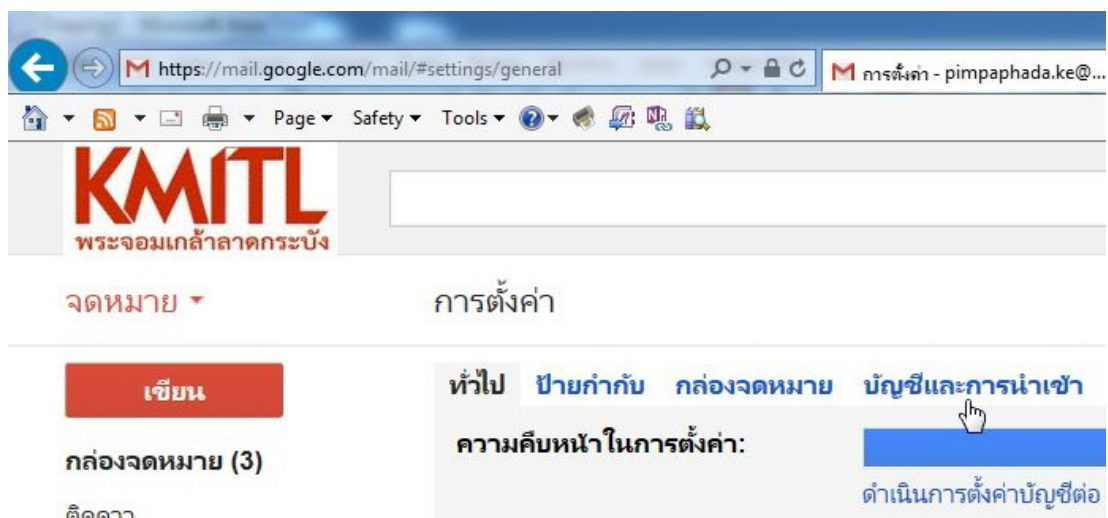 https://mail.google.com/mail/#settings/general
การตั้งค่า - pimpaphada.ke@...
Page Safety Tools
KMITL
พระจอมเกล้าลาดกระบัง
จดหมาย การตั้งค่า
เขียน
ทั่วไป ป้ายกำกับ กล่องจดหมาย บัญชีและการนำเข้า
ความคืบหน้าในการตั้งค่า:
กล่องจดหมาย (3)
ดำเนินการตั้งค่าบัญชีต่อ